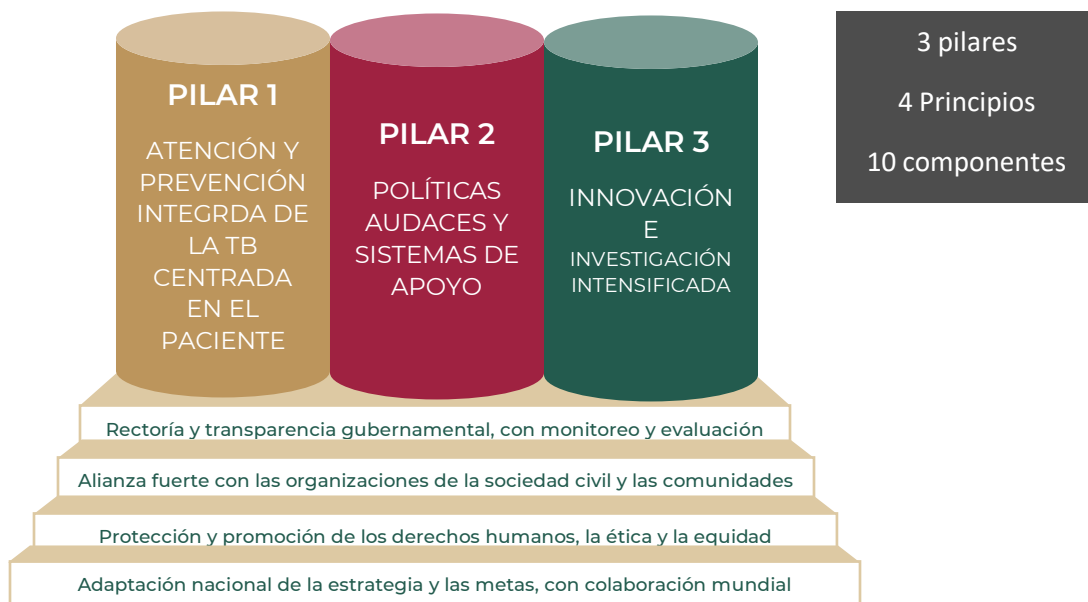 PILAR 1
ATENCIÓN Y
PREVENCIÓN
INTEGRDA DE
LA TB
CENTRADA
EN EL
PACIENTE
PILAR 2
POLÍTICAS
AUDACES Y
SISTEMAS DE
APOYO
PILAR 3
INNOVACIÓN
E
INVESTIGACIÓN
INTENSIFICADA
3 pilares
4 Principios
10 componentes
Rectoría y transparencia gubernamental, con monitoreo y evaluación
Alianza fuerte con las organizaciones de la sociedad civil y las comunidades
Protección y promoción de los derechos humanos, la ética y la equidad
Adaptación nacional de la estrategia y las metas, con colaboración mundial